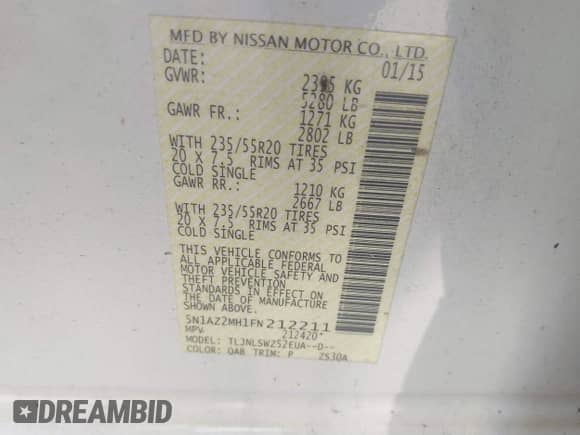 MFD BY NISSAN MOTOR CO., LTD.
DATE: 01/15
GVWR: 2395 KG
5280 LB
GAWR FR.: 1271 KG
2802 LB
WITH 235/55R20 TIRES
20 X 7.5 RIMS AT 35 PSI
COLD SINGLE
GAWR RR.: 1210 KG
2667 LB
WITH 235/55R20 TIRES
20 X 7.5 RIMS AT 35 PSI
COLD SINGLE
THIS VEHICLE CONFORMS TO
ALL APPLICABLE FEDERAL
MOTOR VEHICLE SAFETY AND
THEFT PREVENTION
STANDARDS IN EFFECT ON
THE DATE OF MANUFACTURE
SHOWN ABOVE.
5N1AZ2MH1FN212211
MPV 212420*
MODEL: TLJNLSWZ52EUA--D--
COLOR: QAB TRIM: P ZS30A
AMERIDBID.COM